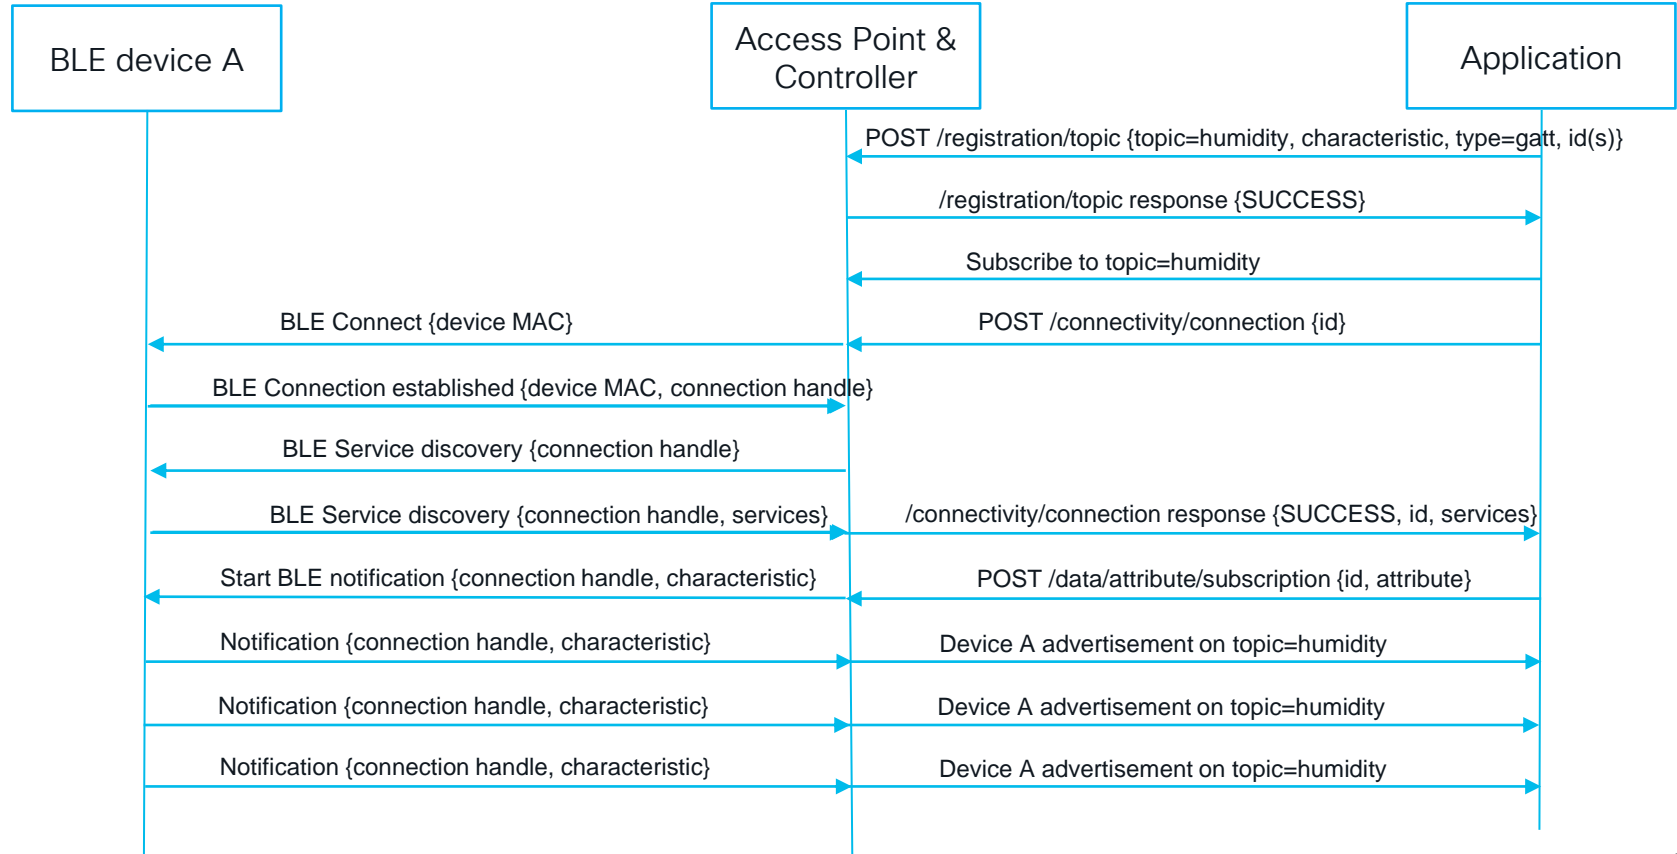 BLE device A
Access Point &
Controller
Application
POST /registration/topic {topic=humidity, characteristic, type=gatt, id(s)}
/registration/topic response {SUCCESS}
Subscribe to topic=humidity
BLE Connect {device MAC}
POST /connectivity/connection {id}
BLE Connection established {device MAC, connection handle}
BLE Service discovery {connection handle}
BLE Service discovery {connection handle, services}
/connectivity/connection response {SUCCESS, id, services}
Start BLE notification {connection handle, characteristic}
POST /data/attribute/subscription {id, attribute}
Notification {connection handle, characteristic}
Device A advertisement on topic=humidity
Notification {connection handle, characteristic}
Device A advertisement on topic=humidity
Notification {connection handle, characteristic}
Device A advertisement on topic=humidity